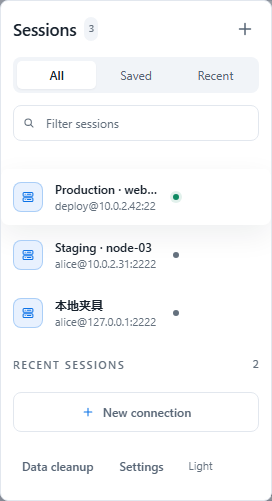 Sessions 3
All Saved Recent
Filter sessions
Production · web...
deploy@10.0.2.42:22
Staging · node-03
alice@10.0.2.31:2222
本地夹具
alice@127.0.0.1:2222
RECENT SESSIONS 2
+ New connection
Data cleanup Settings Light